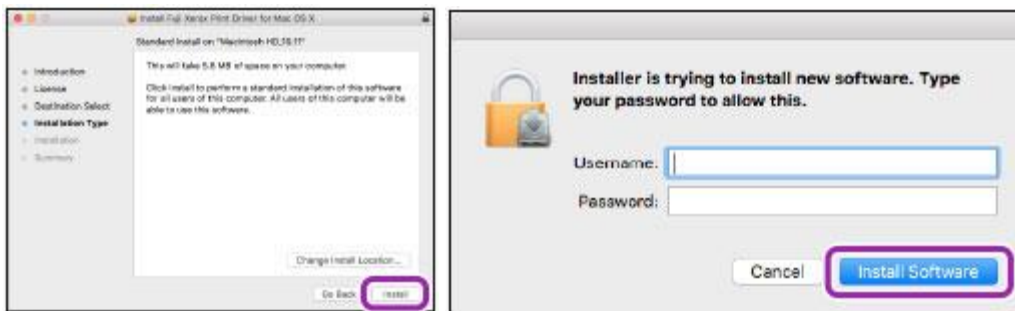 Install Fuji Xerox Print Driver for Mac OS X
Standard Install on "Macintosh HD_10.11"
Introduction
License
Destination Select
Installation Type
Installation
Summary
This will take 5.8 MB of space on your computer.
Click Install to perform a standard installation of this software
for all users of this computer. All users of this computer will be
able to use this software.
Change Install Location...
Go Back
Install
Installer is trying to install new software. Type
your password to allow this.
Username:
Password:
Cancel
Install Software